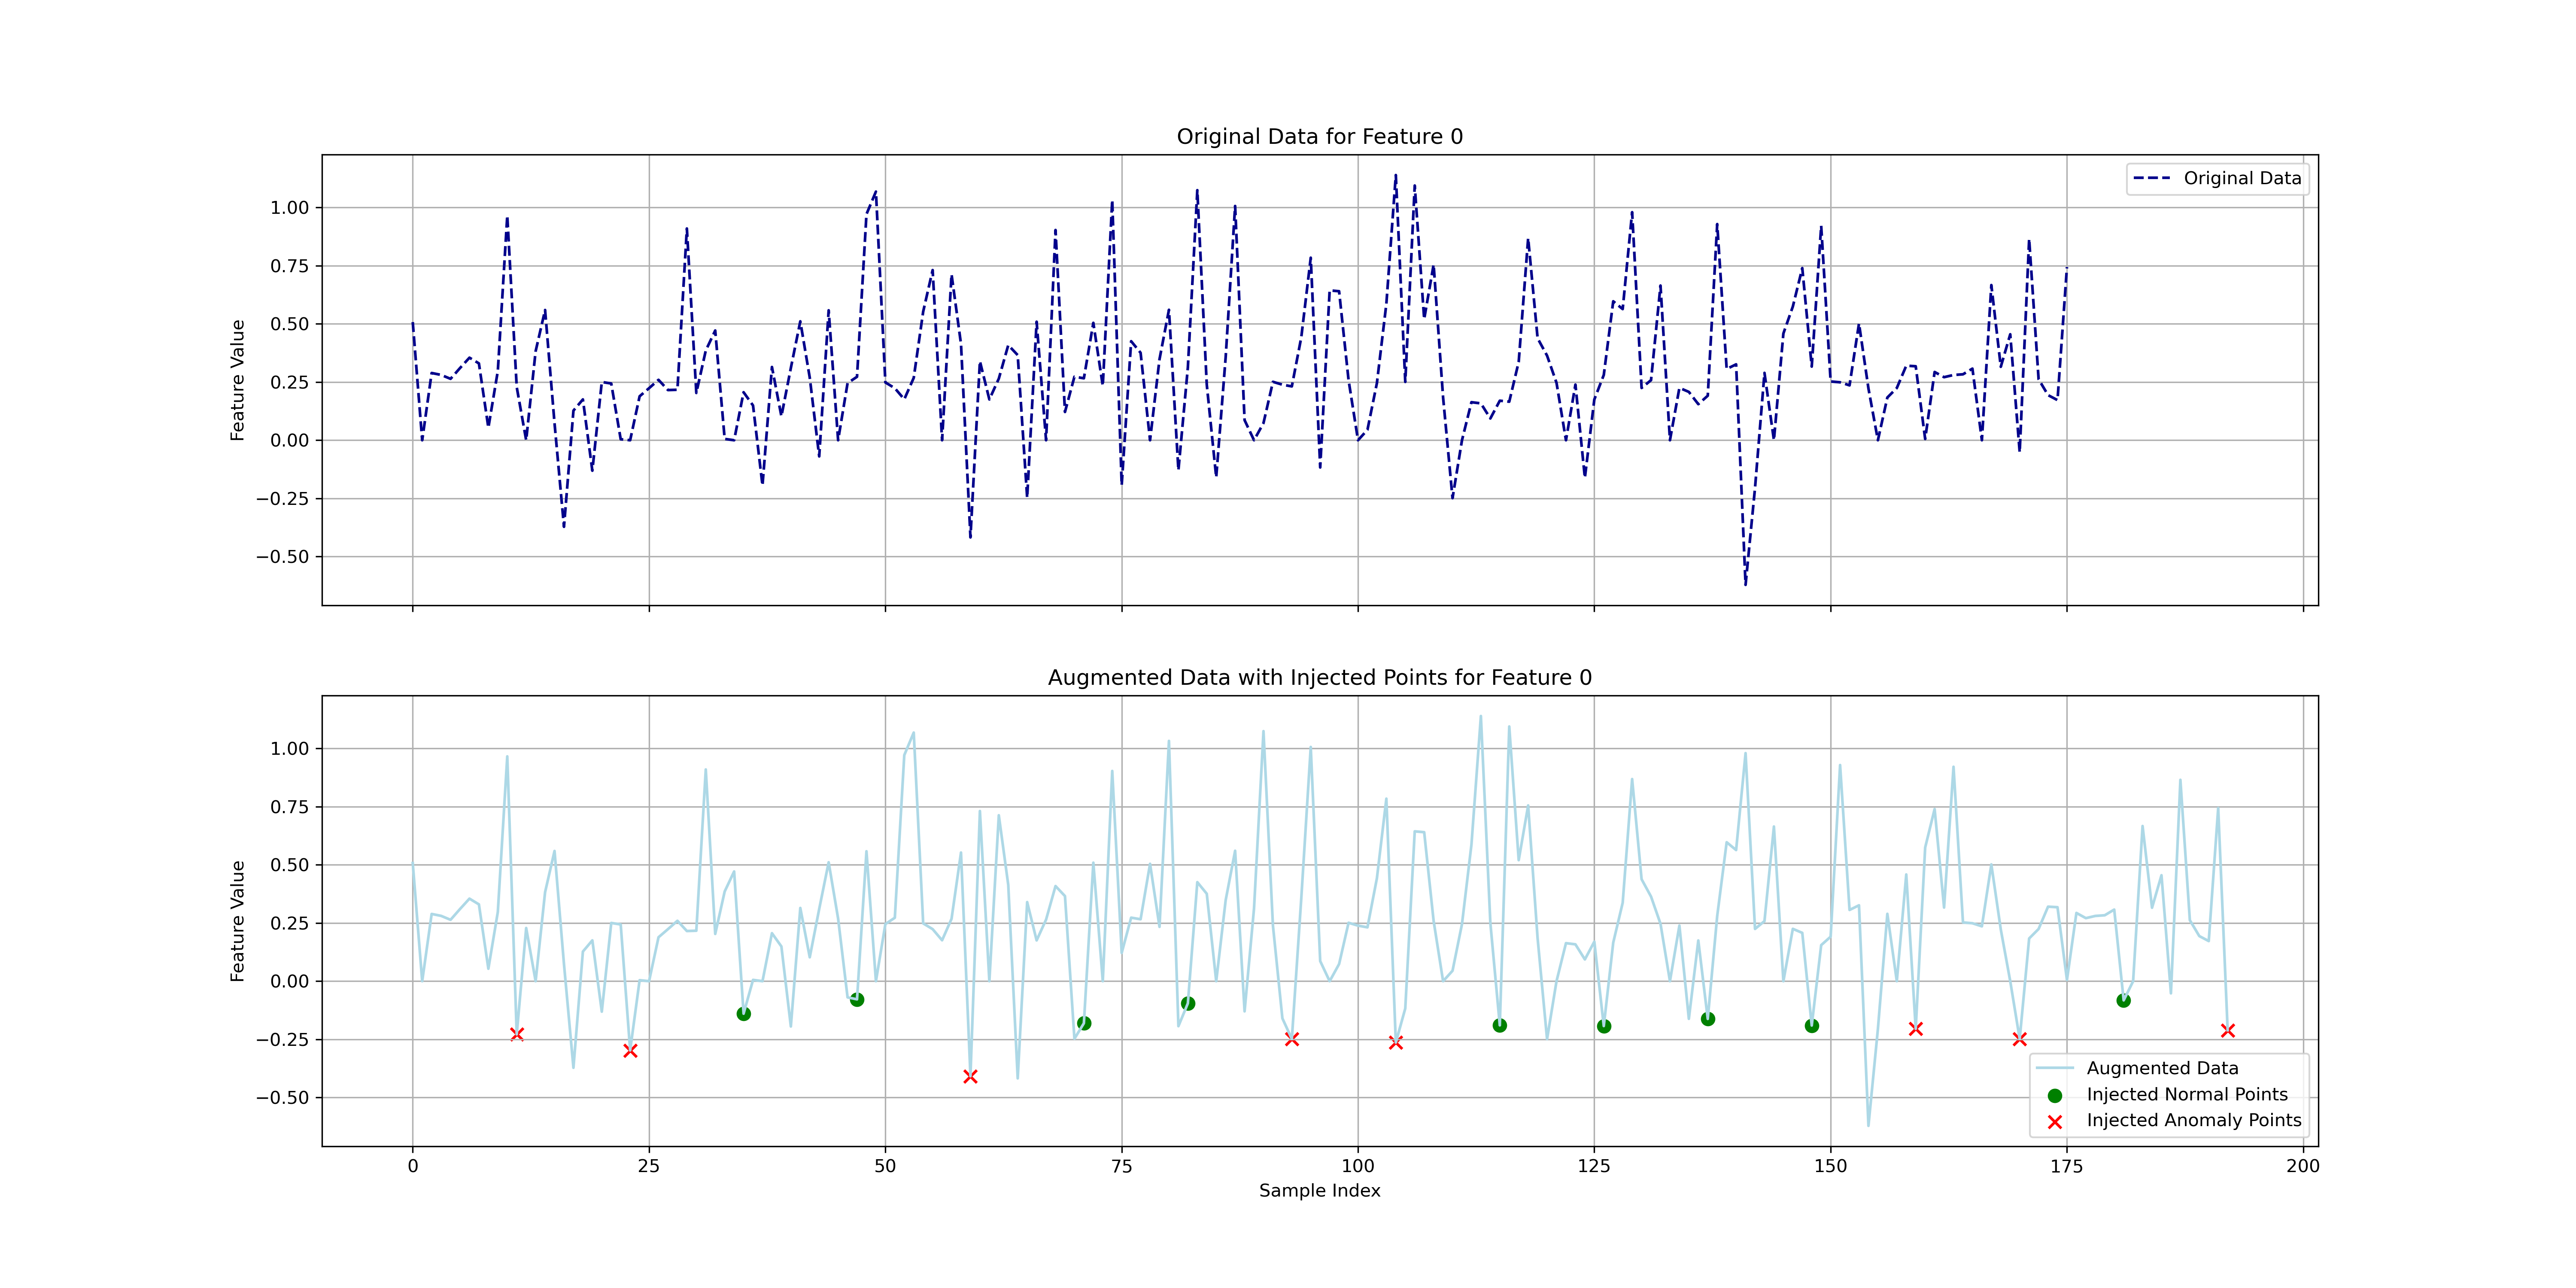 Original Data for Feature 0
Original Data
1.00
0.75
0.50
0.25
0.00
−0.25
−0.50
Feature Value
Augmented Data with Injected Points for Feature 0
1.00
0.75
0.50
0.25
0.00
−0.25
−0.50
Feature Value
Augmented Data
Injected Normal Points
Injected Anomaly Points
0 25 50 75 100 125 150 175 200
Sample Index